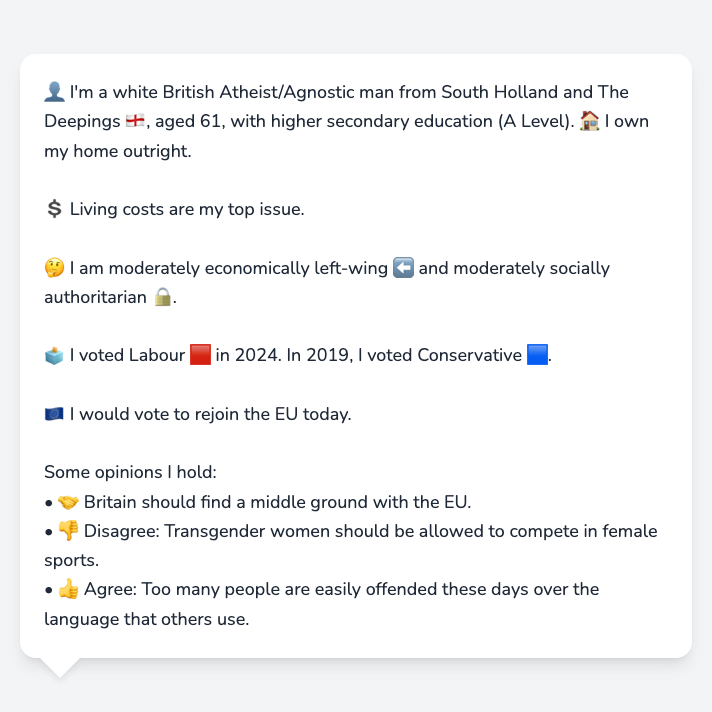 👤 I'm a white British Atheist/Agnostic man from South Holland and The
Deepings 🏴󠁧󠁢󠁥󠁮󠁧󠁿, aged 61, with higher secondary education (A Level). 🏠 I own
my home outright.
💲 Living costs are my top issue.
🤔 I am moderately economically left-wing ⬅️ and moderately socially
authoritarian 🔒.
🗳️ I voted Labour 🟥 in 2024. In 2019, I voted Conservative 🟦.
🇪🇺 I would vote to rejoin the EU today.
Some opinions I hold:
• 🤝 Britain should find a middle ground with the EU.
• 👎 Disagree: Transgender women should be allowed to compete in female
sports.
• 👍 Agree: Too many people are easily offended these days over the
language that others use.